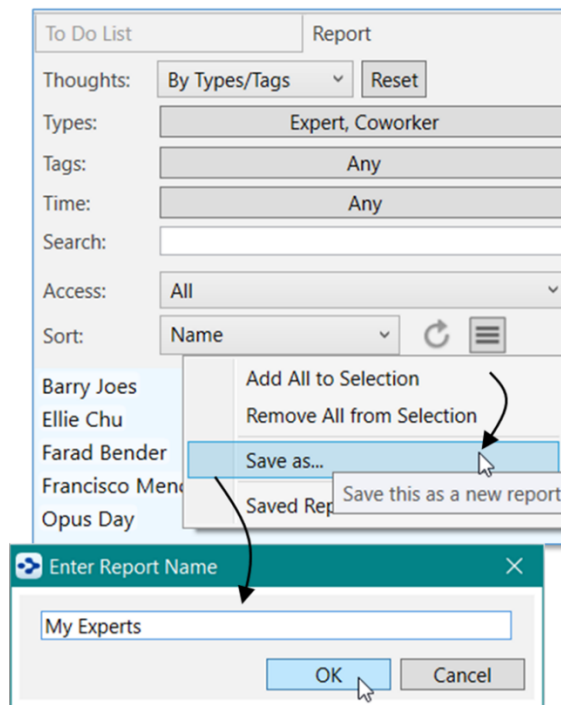 To Do List Report
Thoughts: By Types/Tags Reset
Types: Expert, Coworker
Tags: Any
Time: Any
Search:
Access: All
Sort: Name
Barry Joes
Ellie Chu
Farad Bender
Francisco
Opus Day
Add All to Selection
Remove All from Selection
Save as...
Save this as a new report
Saved
Enter Report Name
My Experts
OK Cancel